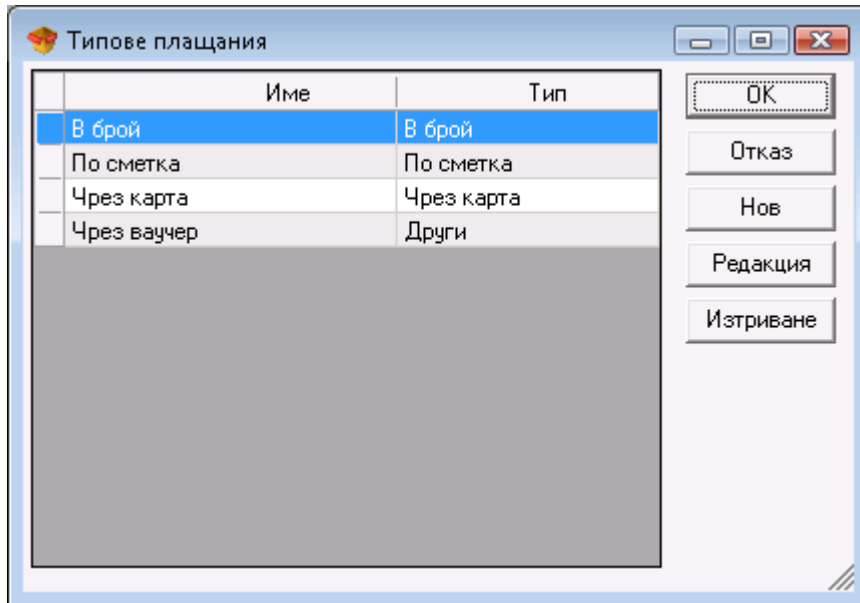 Типове плащания
Име Тип
В брой В брой
По сметка По сметка
Чрез карта Чрез карта
Чрез ваучер Други
OK
Отказ
Нов
Редакция
Изтриване